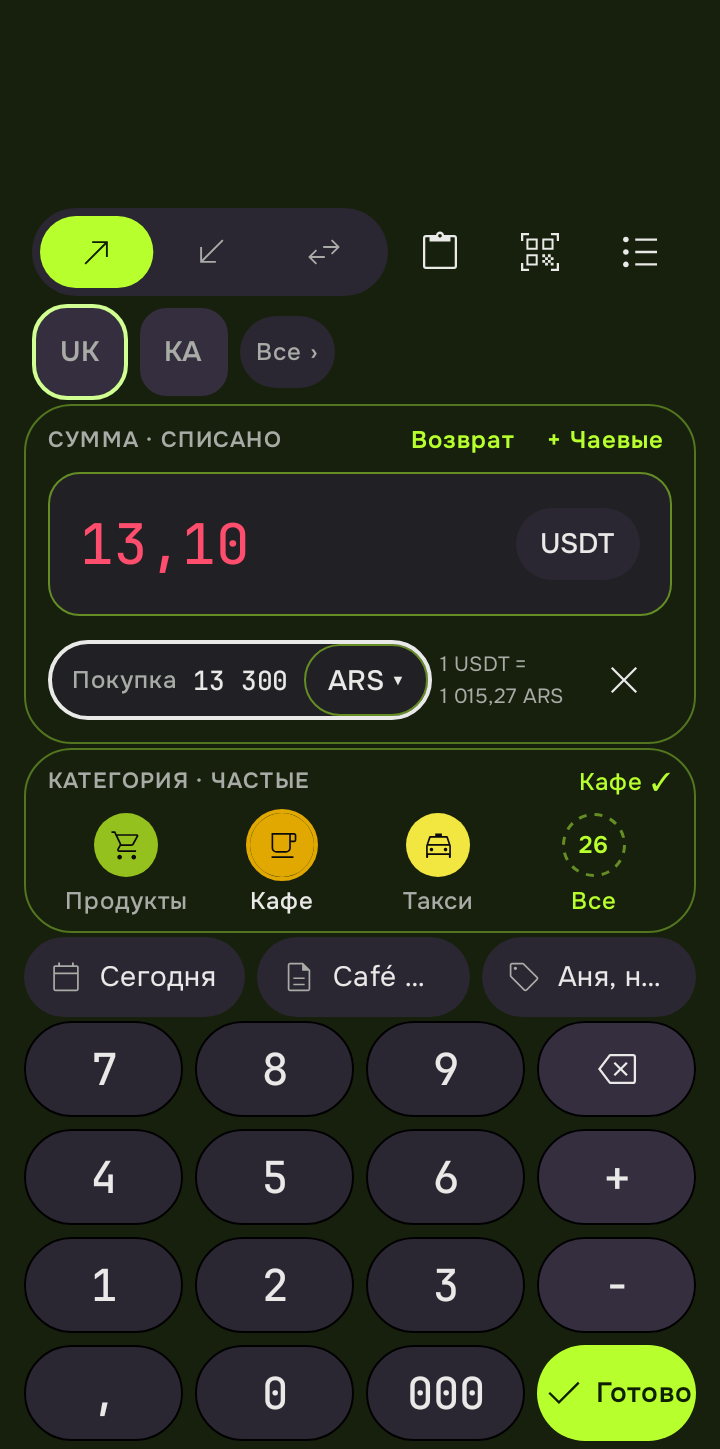 UK KA Все ›
СУММА · СПИСАНО Возврат + Чаевые
13,10 USDT
Покупка 13 300 ARS ▾
1 USDT =
1 015,27 ARS
КАТЕГОРИЯ · ЧАСТЫЕ Кафе ✓
26
Продукты Кафе Такси Все
Сегодня Café ... Аня, н...
7 8 9
4 5 6 +
1 2 3 -
, 0 000 Готово